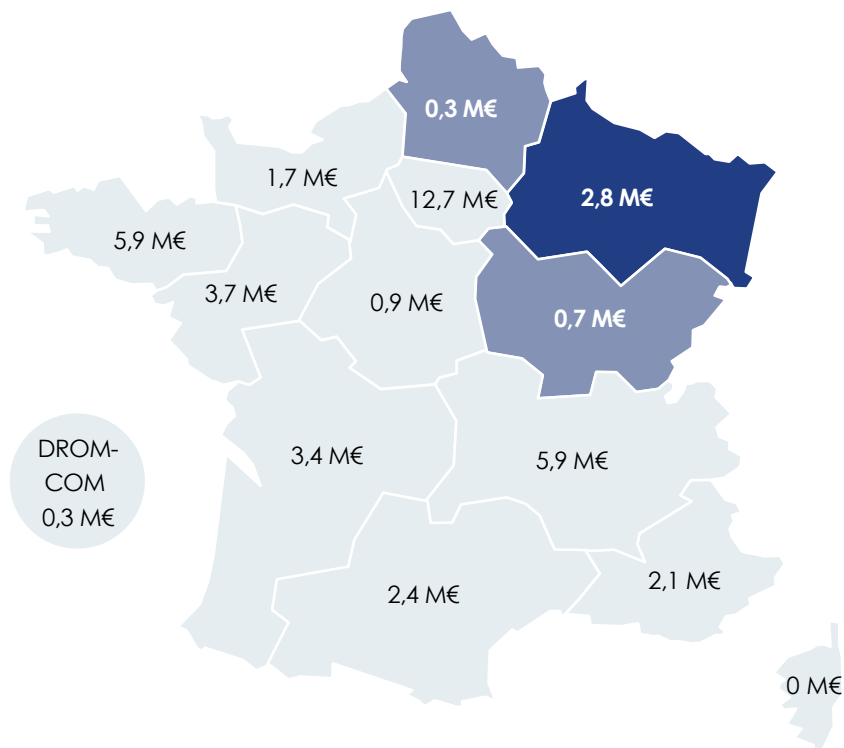 0,3 M€
1,7 M€
12,7 M€
2,8 M€
5,9 M€
3,7 M€
0,9 M€
0,7 M€
DROM-
COM
0,3 M€
3,4 M€
5,9 M€
2,4 M€
2,1 M€
0 M€